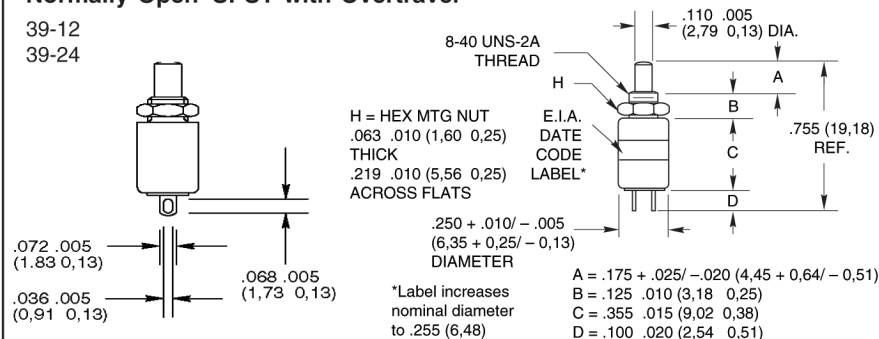 Normally Open SPST with Overtravel
39-12
39-24
.072 .005
(1.83 0,13)
.036 .005
(0,91 0,13)
.068 .005
(1,73 0,13)
H = HEX MTG NUT
.063 .010 (1,60 0,25)
THICK
.219 .010 (5,56 0,25)
ACROSS FLATS
8-40 UNS-2A
THREAD
H
E.I.A.
DATE
CODE
LABEL*
.110 .005
(2,79 0,13) DIA.
A
B
C
D
.755 (19,18)
REF.
.250 + .010/ – .005
(6,35 + 0,25/ – 0,13)
DIAMETER
*Label increases
nominal diameter
to .255 (6,48)
A = .175 + .025/ –.020 (4,45 + 0,64/ – 0,51)
B = .125 .010 (3,18 0,25)
C = .355 .015 (9,02 0,38)
D = .100 .020 (2,54 0,51)